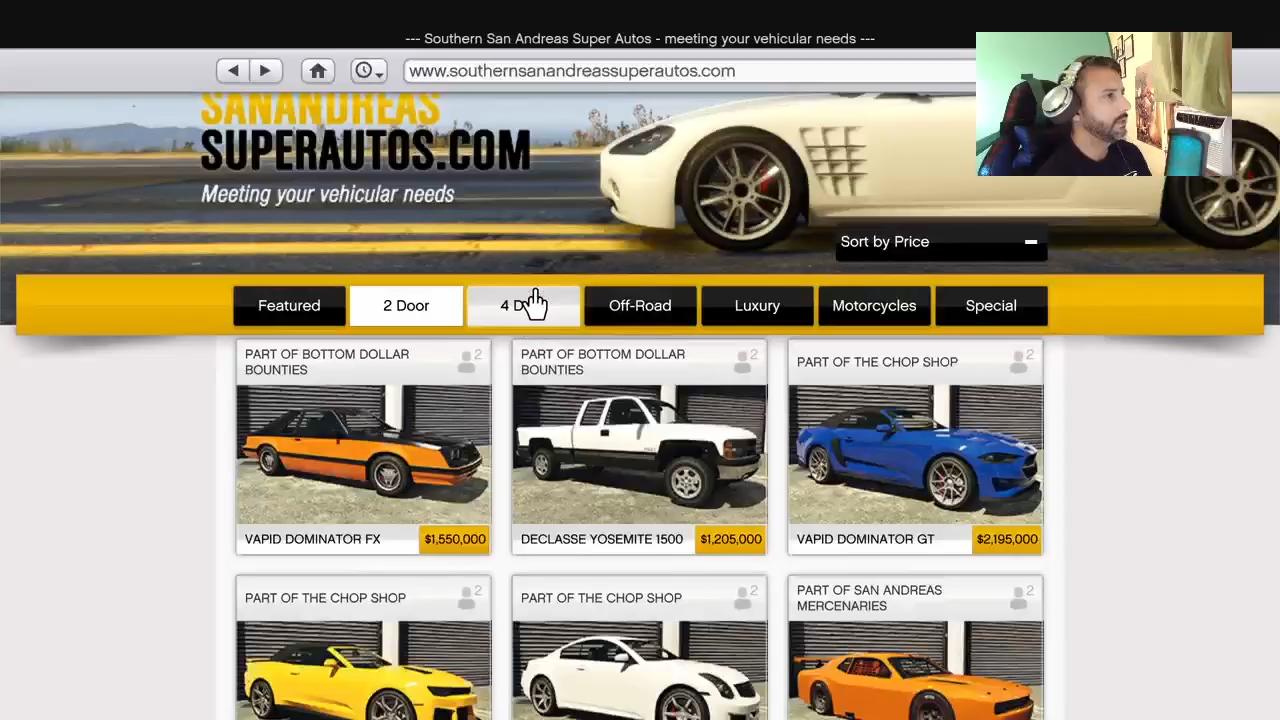 --- Southern San Andreas Super Autos - meeting your vehicular needs ---
www.southernsanandreassuperautos.com
SANANDREAS
SUPERAUTOS.COM
Meeting your vehicular needs
Sort by Price
Featured
2 Door
4 D
Off-Road
Luxury
Motorcycles
Special
PART OF BOTTOM DOLLAR
BOUNTIES
2
VAPID DOMINATOR FX
$1,550,000
PART OF BOTTOM DOLLAR
BOUNTIES
2
DECLASSE YOSEMITE 1500
$1,205,000
PART OF THE CHOP SHOP
2
VAPID DOMINATOR GT
$2,195,000
PART OF THE CHOP SHOP
2
PART OF THE CHOP SHOP
2
PART OF SAN ANDREAS
MERCENARIES
2